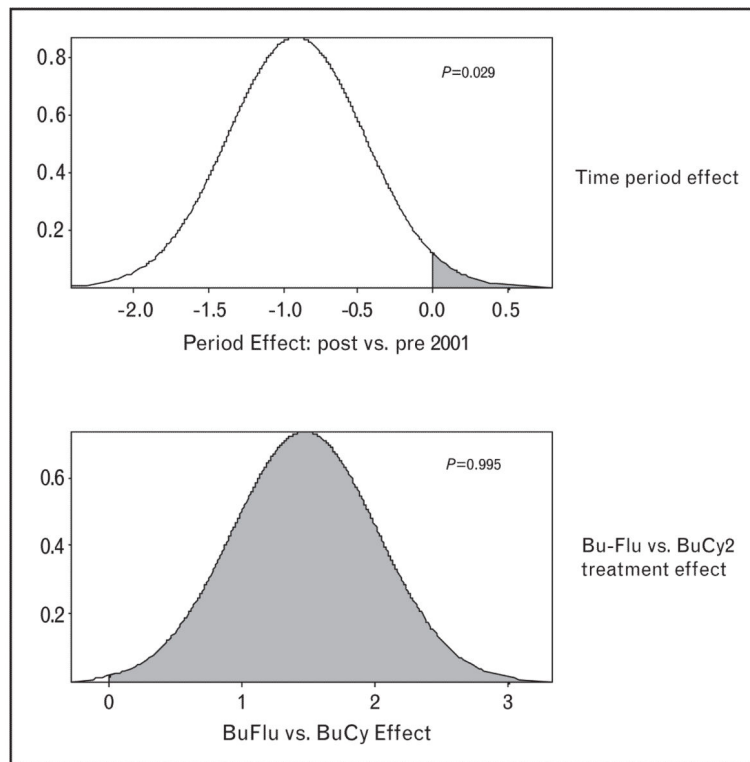 0.8
0.6
0.4
0.2
P=0.029
-2.0 -1.5 -1.0 -0.5 0.0 0.5
Period Effect: post vs. pre 2001
Time period effect
0.6
0.4
0.2
P=0.995
0 1 2 3
BuFlu vs. BuCy Effect
Bu-Flu vs. BuCy2
treatment effect